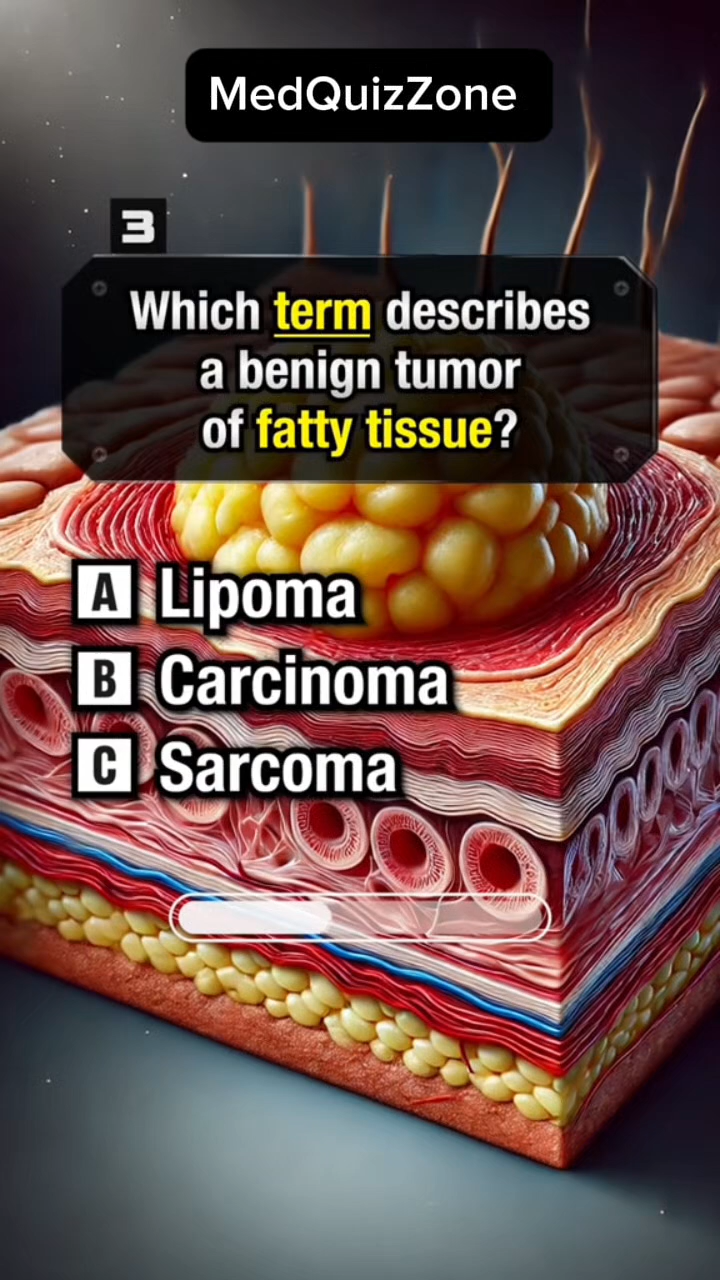 MedQuizZone
3
Which term describes
a benign tumor
of fatty tissue?
A Lipoma
B Carcinoma
C Sarcoma